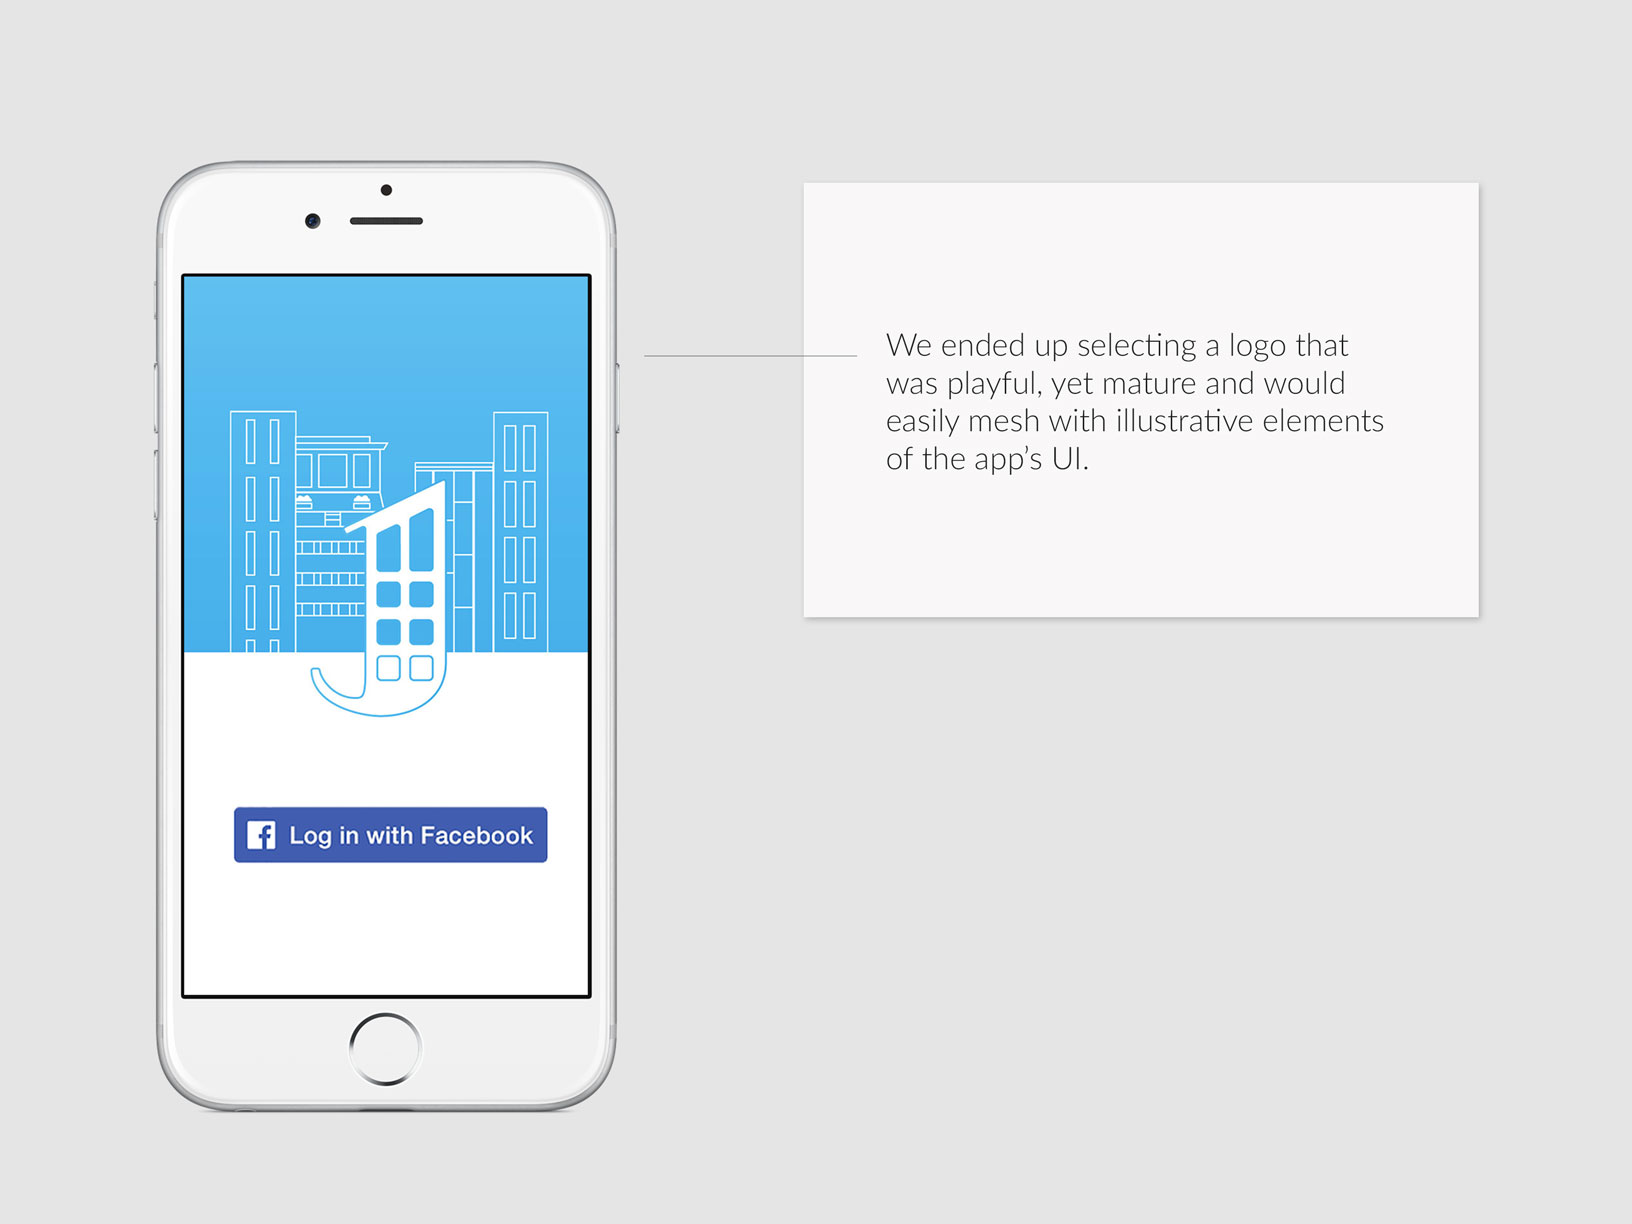 We ended up selecting a logo that
was playful, yet mature and would
easily mesh with illustrative elements
of the app’s UI.
Log in with Facebook